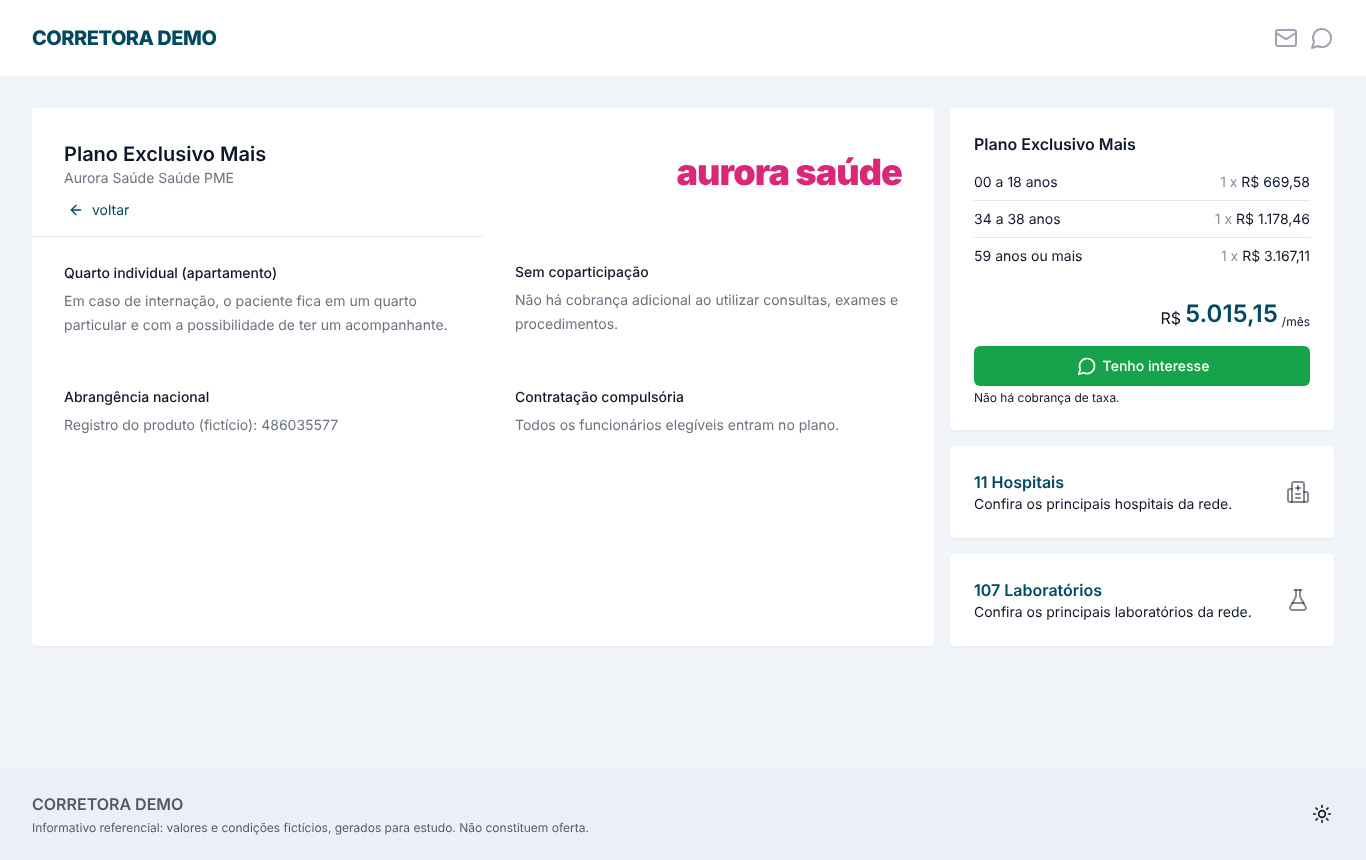 CORRETORA DEMO
Plano Exclusivo Mais
Aurora Saúde Saúde PME
voltar
aurora saúde
Quarto individual (apartamento)
Em caso de internação, o paciente fica em um quarto
particular e com a possibilidade de ter um acompanhante.
Sem coparticipação
Não há cobrança adicional ao utilizar consultas, exames e
procedimentos.
Abrangência nacional
Registro do produto (fictício): 486035577
Contratação compulsória
Todos os funcionários elegíveis entram no plano.
Plano Exclusivo Mais
00 a 18 anos 1 x R$ 669,58
34 a 38 anos 1 x R$ 1.178,46
59 anos ou mais 1 x R$ 3.167,11
R$ 5.015,15 /mês
Tenho interesse
Não há cobrança de taxa.
11 Hospitais
Confira os principais hospitais da rede.
107 Laboratórios
Confira os principais laboratórios da rede.
CORRETORA DEMO
Informativo referencial: valores e condições fictícios, gerados para estudo. Não constituem oferta.